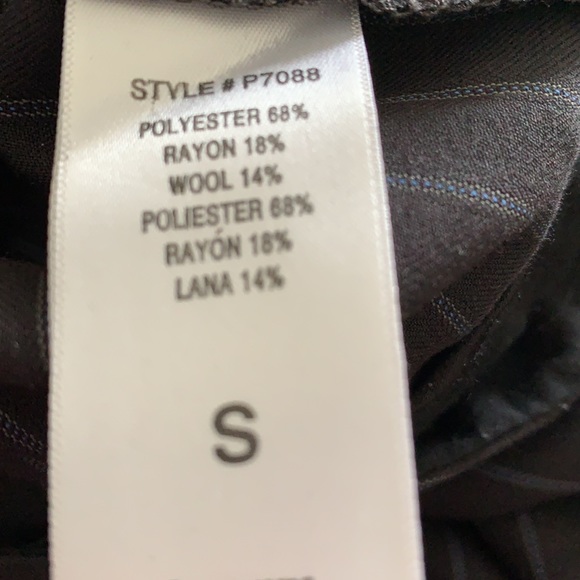 STYLE # P7088
POLYESTER 68%
RAYON 18%
WOOL 14%
POLIESTER 68%
RAYÓN 18%
LANA 14%
S